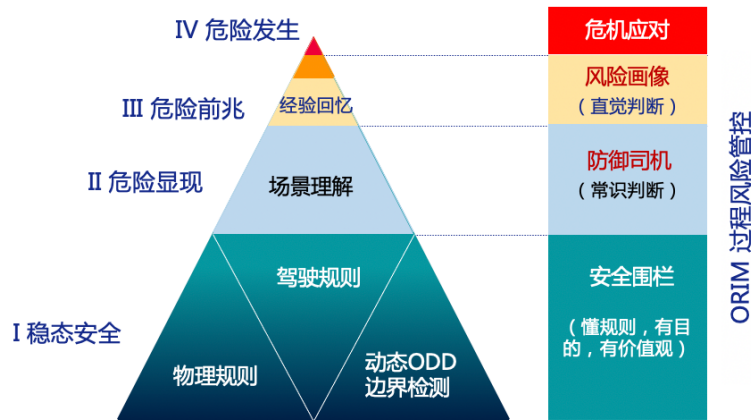 IV 危险发生
危机应对
III 危险前兆
经验回忆
风险画像
（直觉判断）
II 危险显现
场景理解
防御司机
（常识判断）
I 稳态安全
驾驶规则
物理规则
动态ODD
边界检测
安全围栏
（懂规则，有目
的，有价值观）
ORIM 过程风险管控